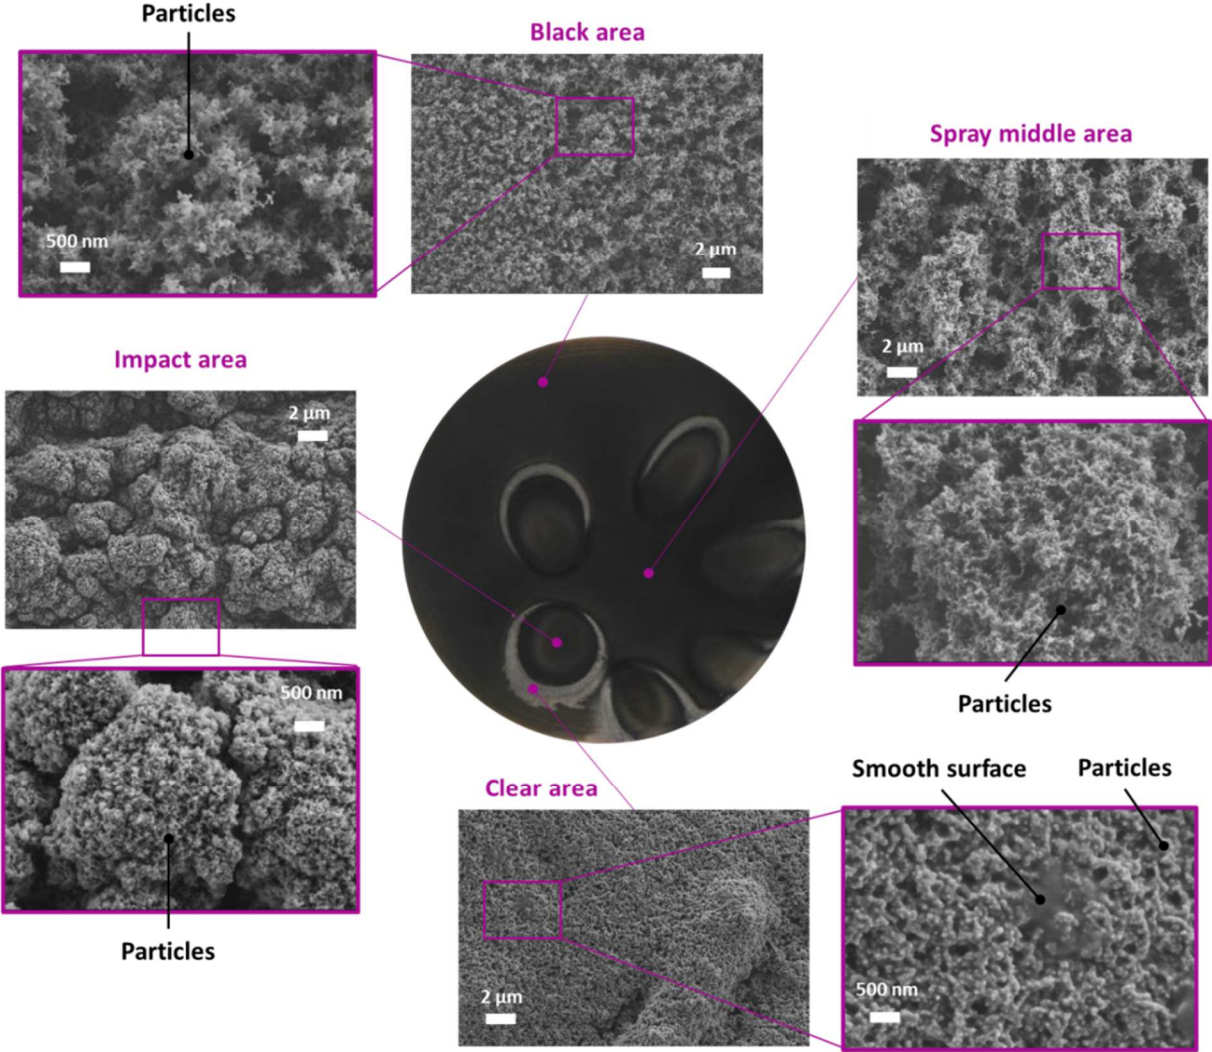 Particles
Black area
Spray middle area
500 nm
2 µm
2 µm
Impact area
2 µm
500 nm
Particles
Particles
Clear area
Smooth surface
Particles
2 µm
500 nm